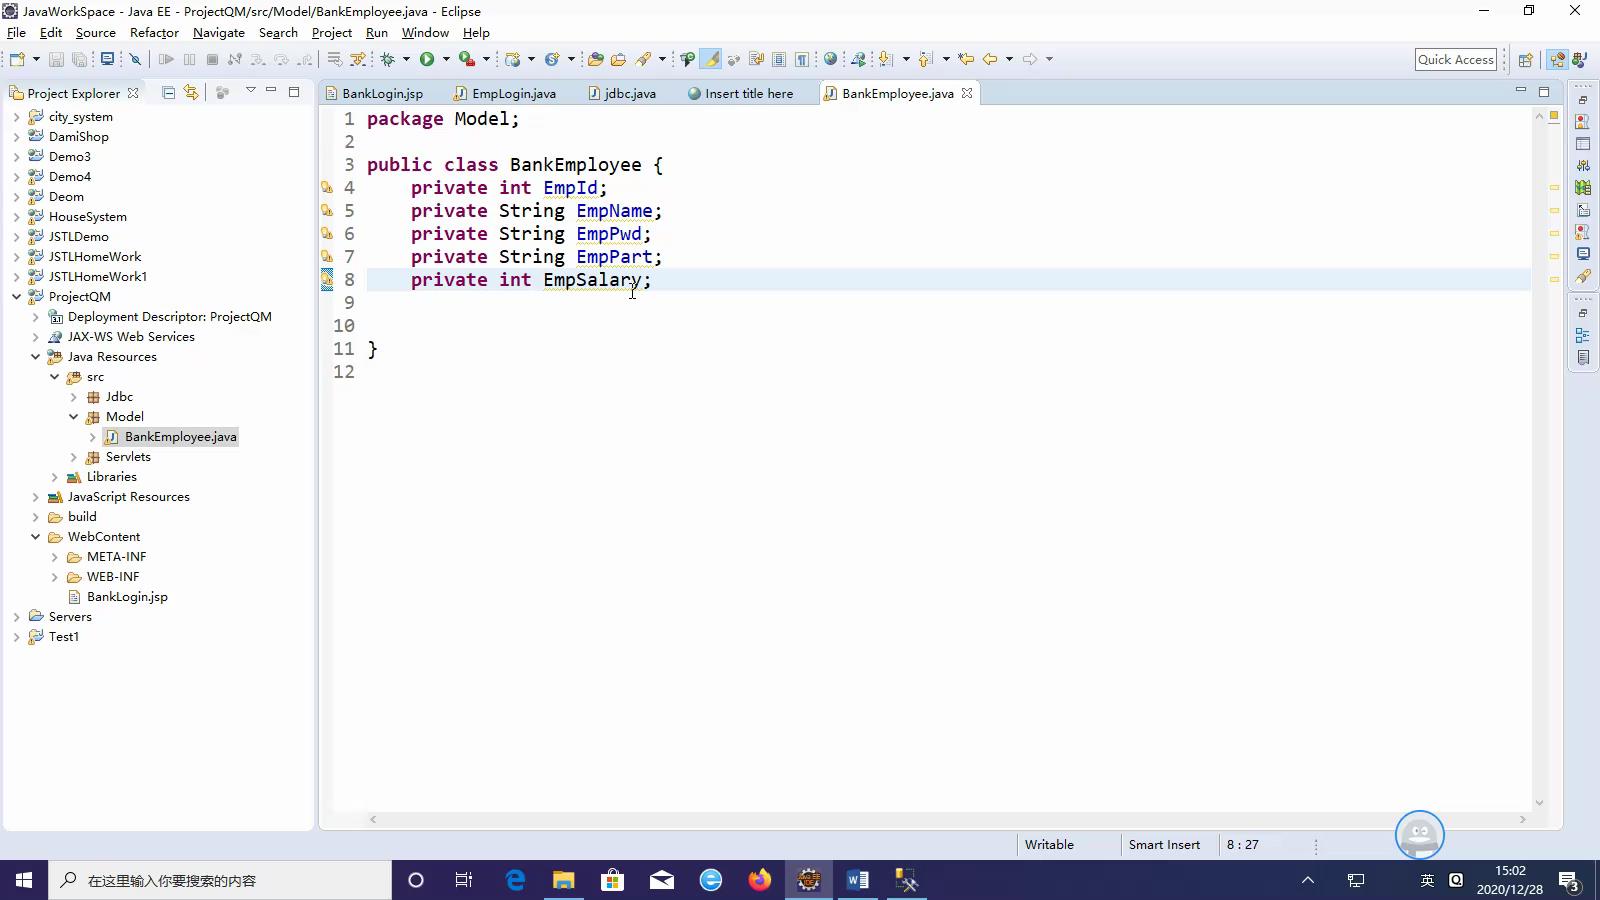 JavaWorkSpace - Java EE - ProjectQM/src/Model/BankEmployee.java - Eclipse
File Edit Source Refactor Navigate Search Project Run Window Help
Quick Access
Project Explorer
BankLogin.jsp EmpLogin.java jdbc.java Insert title here BankEmployee.java
city_system
DamiShop
Demo3
Demo4
Deom
HouseSystem
JSTLDemo
JSTLHomeWork
JSTLHomeWork1
ProjectQM
Deployment Descriptor: ProjectQM
JAX-WS Web Services
Java Resources
src
Jdbc
Model
BankEmployee.java
Servlets
Libraries
JavaScript Resources
build
WebContent
META-INF
WEB-INF
BankLogin.jsp
Servers
Test1
1 package Model;
2
3 public class BankEmployee {
4 private int EmpId;
5 private String EmpName;
6 private String EmpPwd;
7 private String EmpPart;
8 private int EmpSalary;
9
10
11 }
12
Writable Smart Insert 8 : 27
在这里输入你要搜索的内容
英
15:02
2020/12/28
3